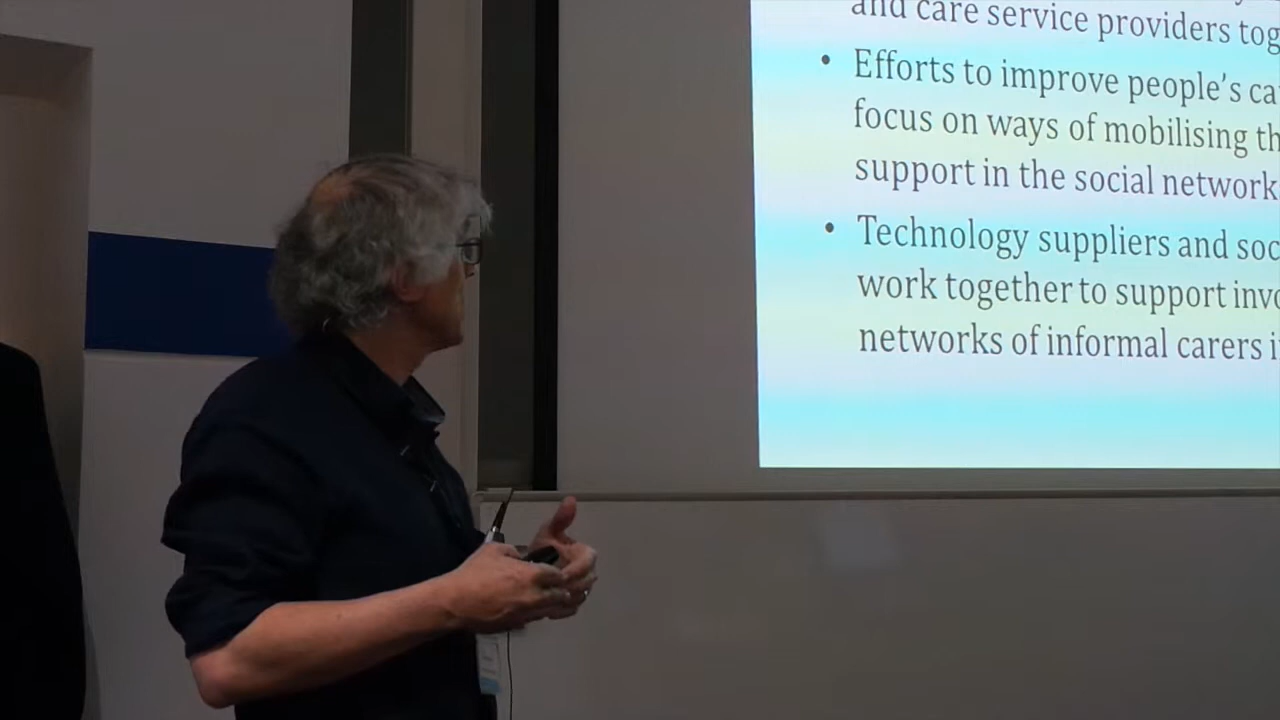 and care service providers tog
• Efforts to improve people's ca
focus on ways of mobilising th
support in the social network
• Technology suppliers and soc
work together to support invo
networks of informal carers i